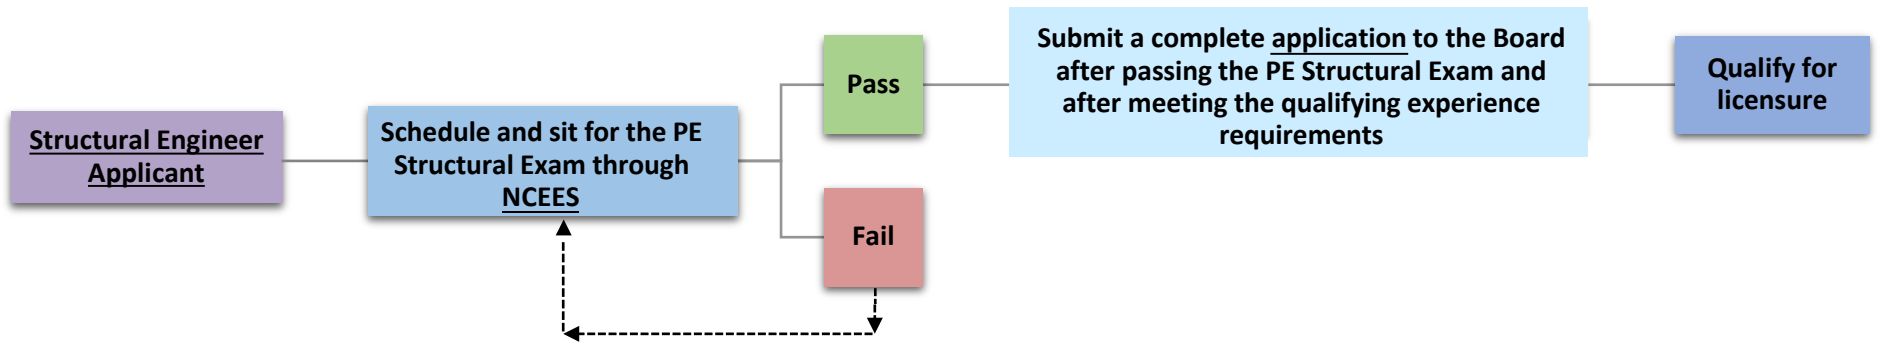 Structural Engineer
Applicant
Schedule and sit for the PE
Structural Exam through
NCEES
Pass
Fail
Submit a complete application to the Board
after passing the PE Structural Exam and
after meeting the qualifying experience
requirements
Qualify for
licensure